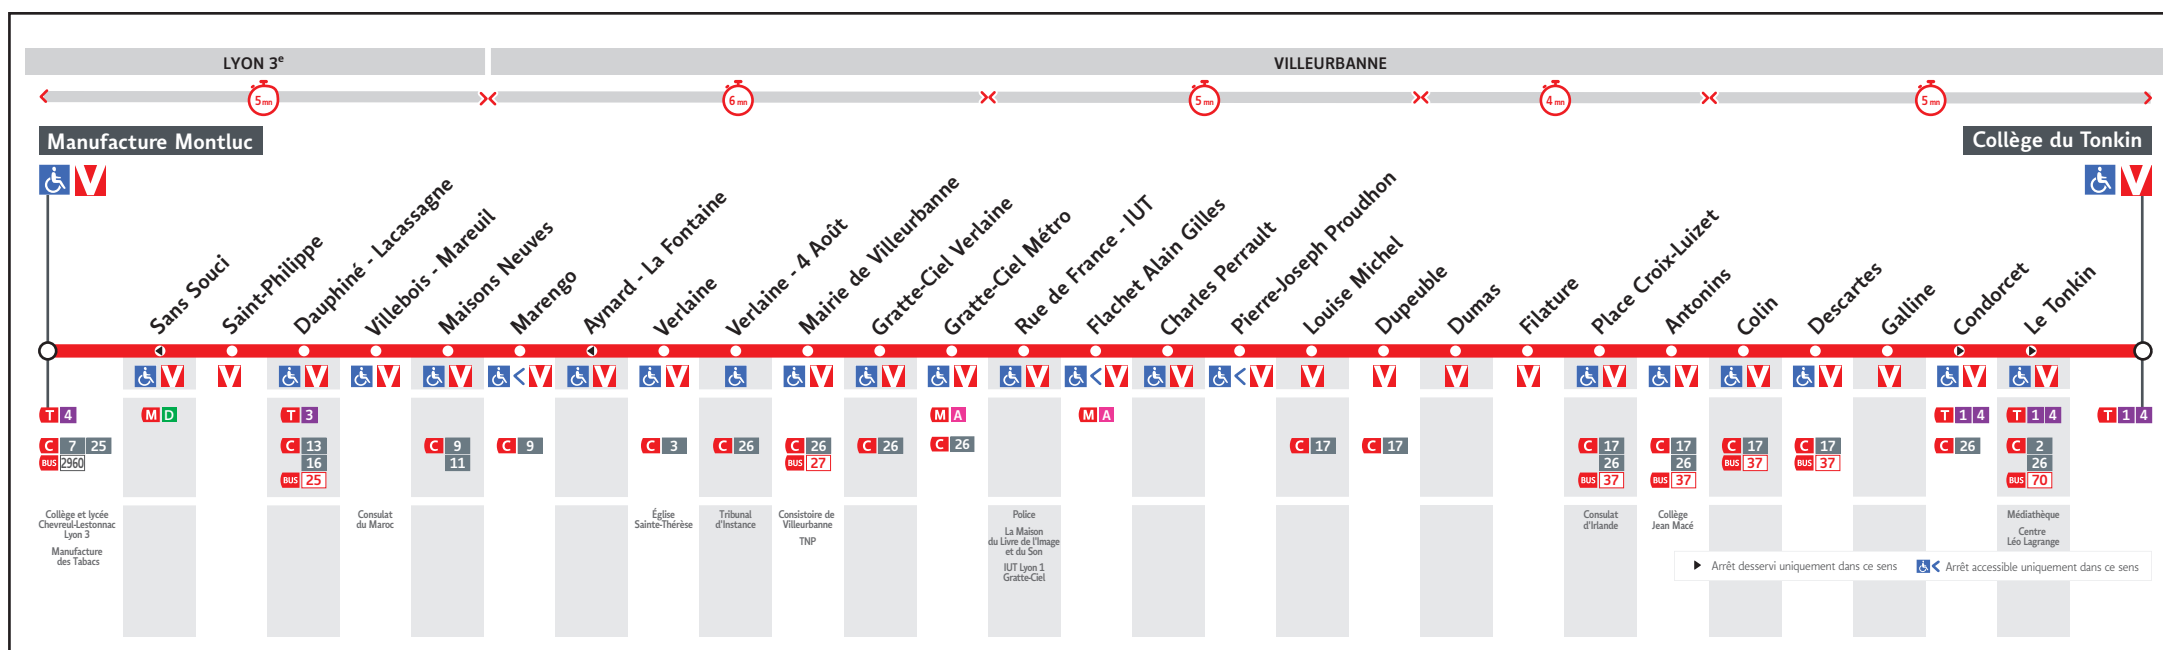 LYON 3e
VILLEURBANNE
5 mn
6 mn
5 mn
4 mn
5 mn
Manufacture Montluc
Collège du Tonkin
V
V
Sans Souci
Saint-Philippe
Dauphiné - Lacassagne
Villebois - Mareuil
Maisons Neuves
Marengo
Aynard - La Fontaine
Verlaine
Verlaine - 4 Août
Mairie de Villeurbanne
Gratte-Ciel Verlaine
Gratte-Ciel Métro
Rue de France - IUT
Flachet Alain Gilles
Charles Perrault
Pierre-Joseph Proudhon
Louise Michel
Dupeuble
Dumas
Filature
Place Croix-Luizet
Antonins
Colin
Descartes
Galline
Condorcet
Le Tonkin
V V V V V V V V V V V V V V V V V V V V V V V V V V
T 4
C 7 25
BUS 2960
M D
T 3
C 13
16
BUS 25
C 9
11
C 9
C 3
C 26
C 26
BUS 27
C 26
M A
C 26
M A
C 17
C 17
C 17
26
BUS 37
C 17
26
BUS 37
C 17
BUS 37
C 17
BUS 37
T 1 4
C 26
T 1 4
C 2
26
BUS 70
T 1 4
Collège et lycée
Chevreul-Lestonnac
Lyon 3
Manufacture
des Tabacs
Consulat
du Maroc
Église
Sainte-Thérèse
Tribunal
d'Instance
Consistoire de
Villeurbanne
TNP
Police
La Maison
du Livre de l'Image
et du Son
IUT Lyon 1
Gratte-Ciel
Consulat
d'Irlande
Collège
Jean Macé
Médiathèque
Centre
Léo Lagrange
Arrêt desservi uniquement dans ce sens
Arrêt accessible uniquement dans ce sens